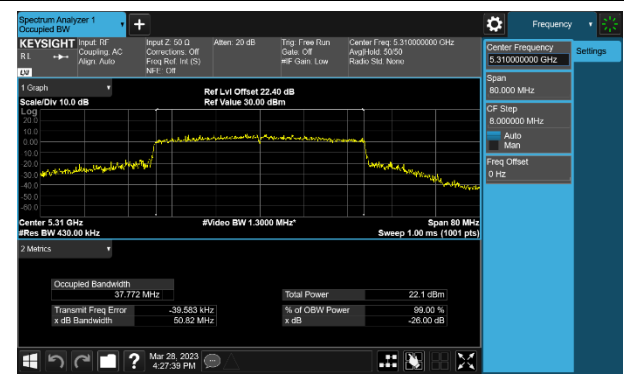 Spectrum Analyzer 1
Occupied BW
KEYSIGHT Input: RF
Input Z: 50 Ω
Atten: 20 dB
Trig: Free Run
Center Freq: 5.310000000 GHz
Coupling: AC
Corrections: Off
Gate: Off
Avg|Hold: 50/50
Align: Auto
Freq Ref: Int (S)
#IF Gain: Low
Radio Std: None
NFE: Off
1 Graph
Ref Lvl Offset 22.40 dB
Scale/Div 10.0 dB
Ref Value 30.00 dBm
Log
20.0
10.0
0.00
-10.0
-20.0
-30.0
-40.0
-50.0
-60.0
Center 5.31 GHz
#Video BW 1.3000 MHz*
Span 80 MHz
#Res BW 430.00 kHz
Sweep 1.00 ms (1001 pts)
2 Metrics
Occupied Bandwidth
37.772 MHz
Total Power
22.1 dBm
Transmit Freq Error
-39.583 kHz
% of OBW Power
99.00 %
x dB Bandwidth
50.82 MHz
x dB
-26.00 dB
?
Mar 28, 2023
4:27:39 PM
Frequency
Center Frequency
5.310000000 GHz
Settings
Span
80.000 MHz
CF Step
8.000000 MHz
Auto
Man
Freq Offset
0 Hz